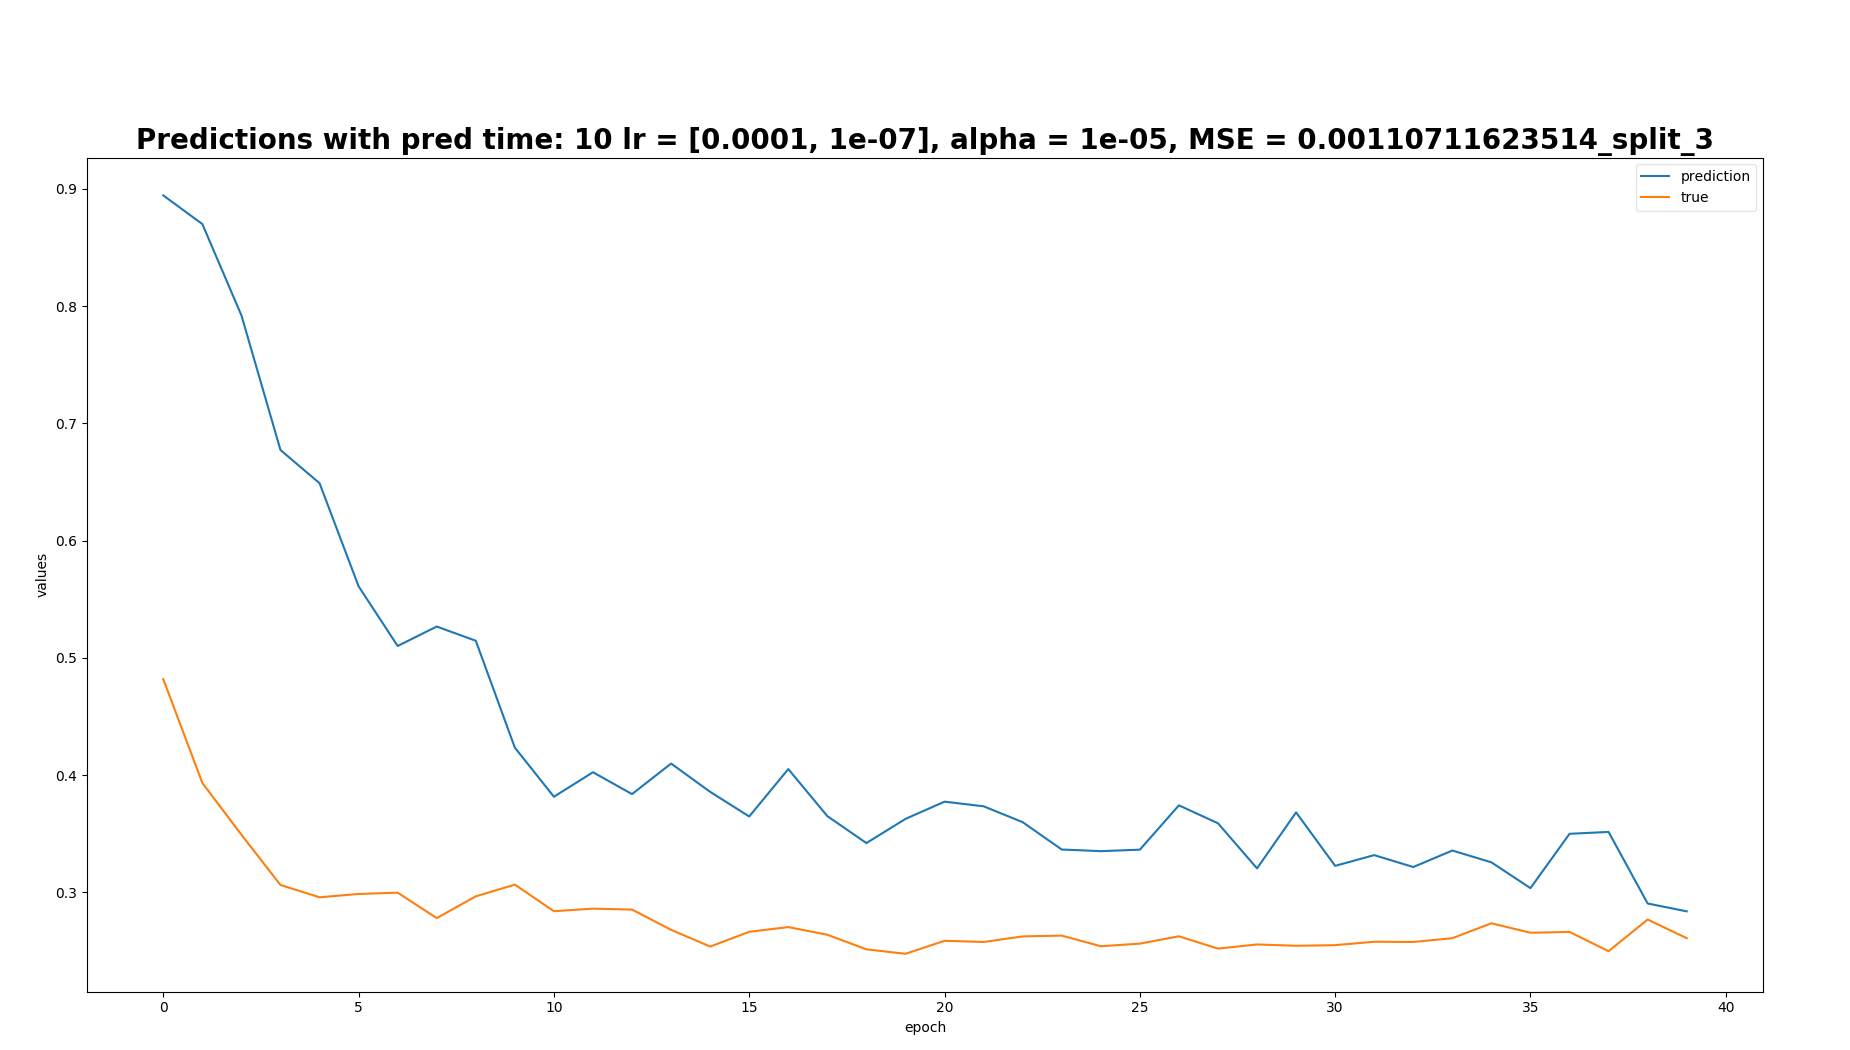 Predictions with pred time: 10 lr = [0.0001, 1e-07], alpha = 1e-05, MSE = 0.00110711623514_split_3
prediction
true
0.9
0.8
0.7
0.6
0.5
0.4
0.3
values
0 5 10 15 20 25 30 35 40
epoch